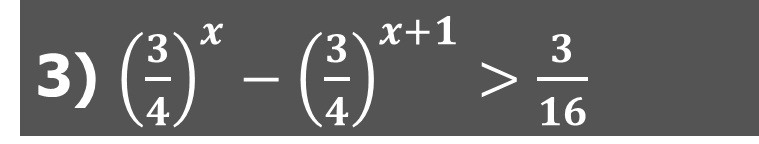 3) (3/4)^x − (3/4)^{x+1} > 3/16